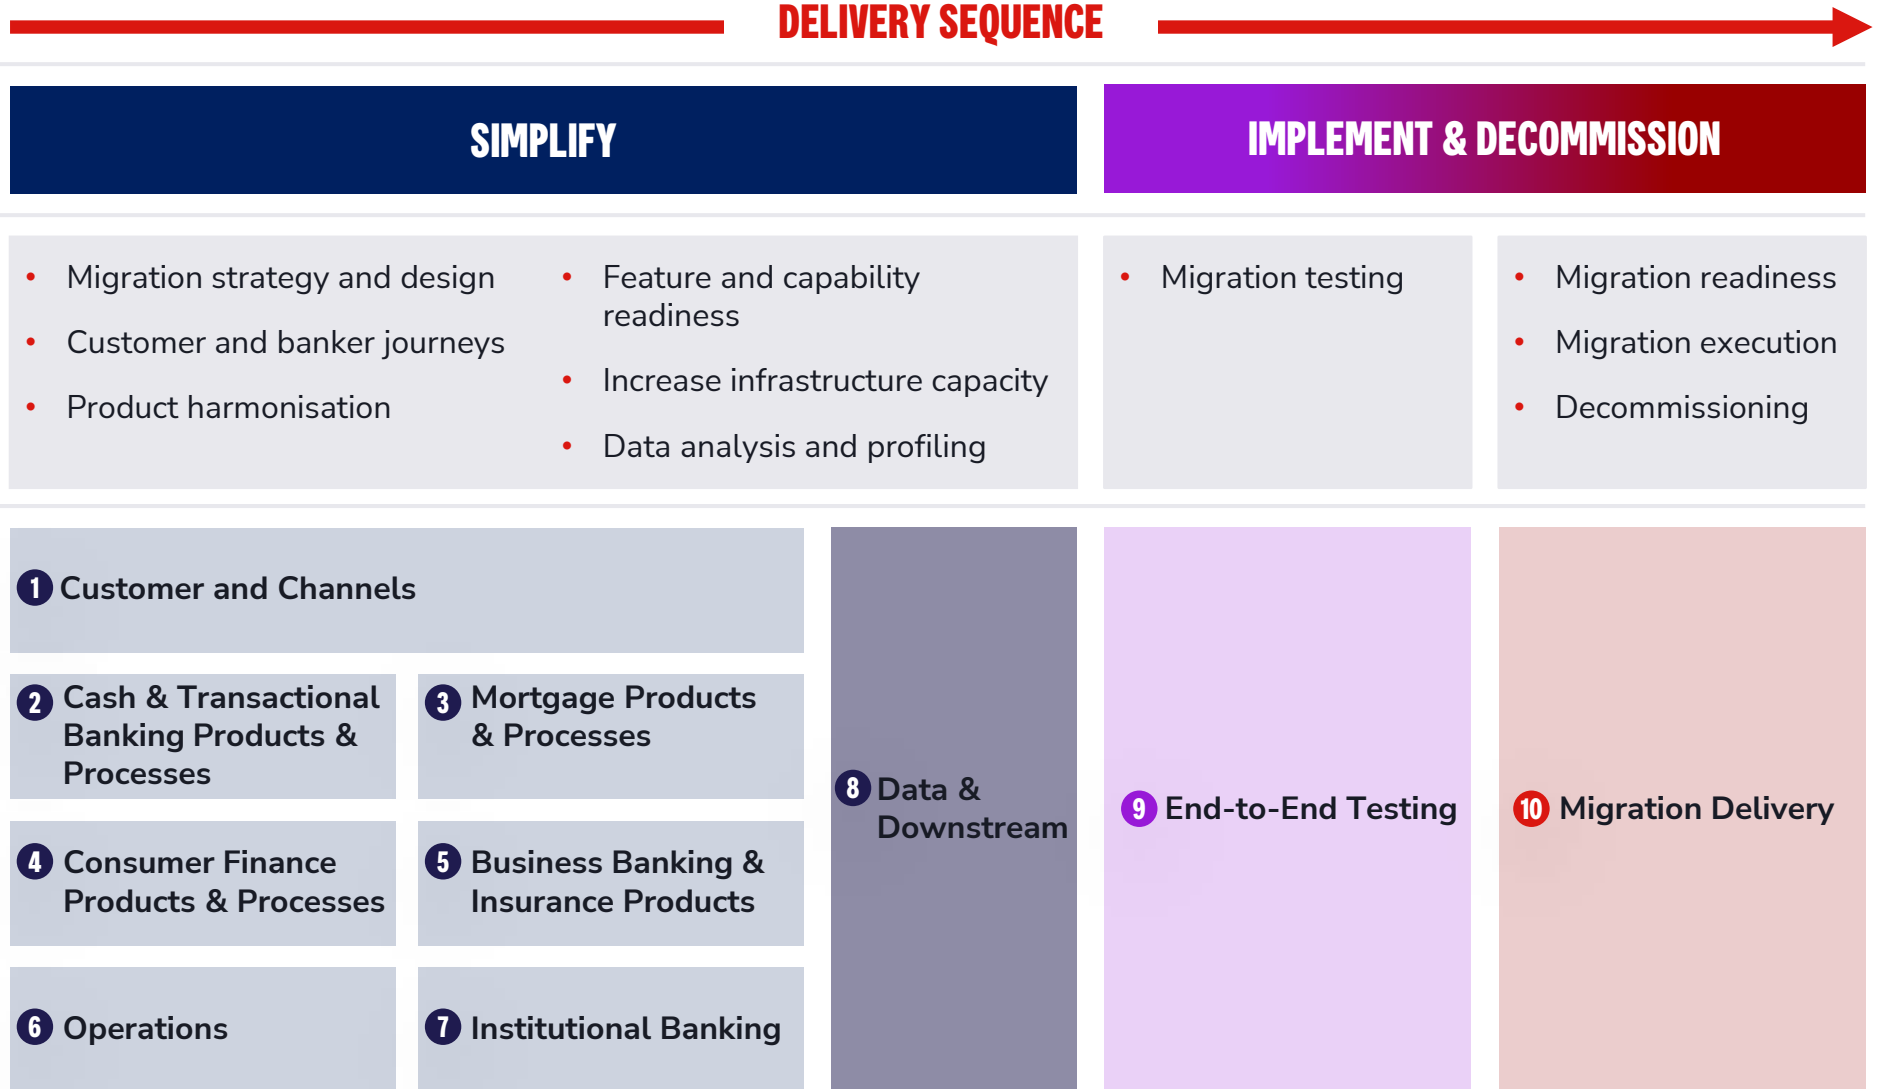 DELIVERY SEQUENCE
SIMPLIFY
IMPLEMENT & DECOMMISSION
• Migration strategy and design
• Customer and banker journeys
• Product harmonisation
• Feature and capability
readiness
• Increase infrastructure capacity
• Data analysis and profiling
• Migration testing
• Migration readiness
• Migration execution
• Decommissioning
1 Customer and Channels
2 Cash & Transactional
Banking Products &
Processes
3 Mortgage Products
& Processes
4 Consumer Finance
Products & Processes
5 Business Banking &
Insurance Products
6 Operations
7 Institutional Banking
8 Data &
Downstream
9 End-to-End Testing
10 Migration Delivery